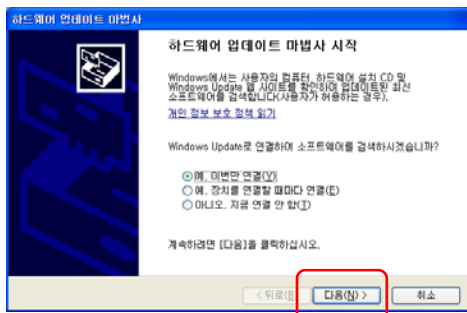 하드웨어 업데이트 마법사
하드웨어 업데이트 마법사 시작
Windows에서는 사용자의 컴퓨터, 하드웨어 설치 CD 및
Windows Update 웹 사이트를 확인하여 업데이트된 최신
소프트웨어를 검색합니다(사용자가 허용하는 경우).
개인 정보 보호 정책 읽기
Windows Update로 연결하여 소프트웨어를 검색하시겠습니까?
예, 이번만 연결(Y)
예, 장치를 연결할 때마다 연결(E)
아니오, 지금 연결 안 함(T)
계속하려면 [다음]을 클릭하십시오.
< 뒤로(B 다음(N) > 취소